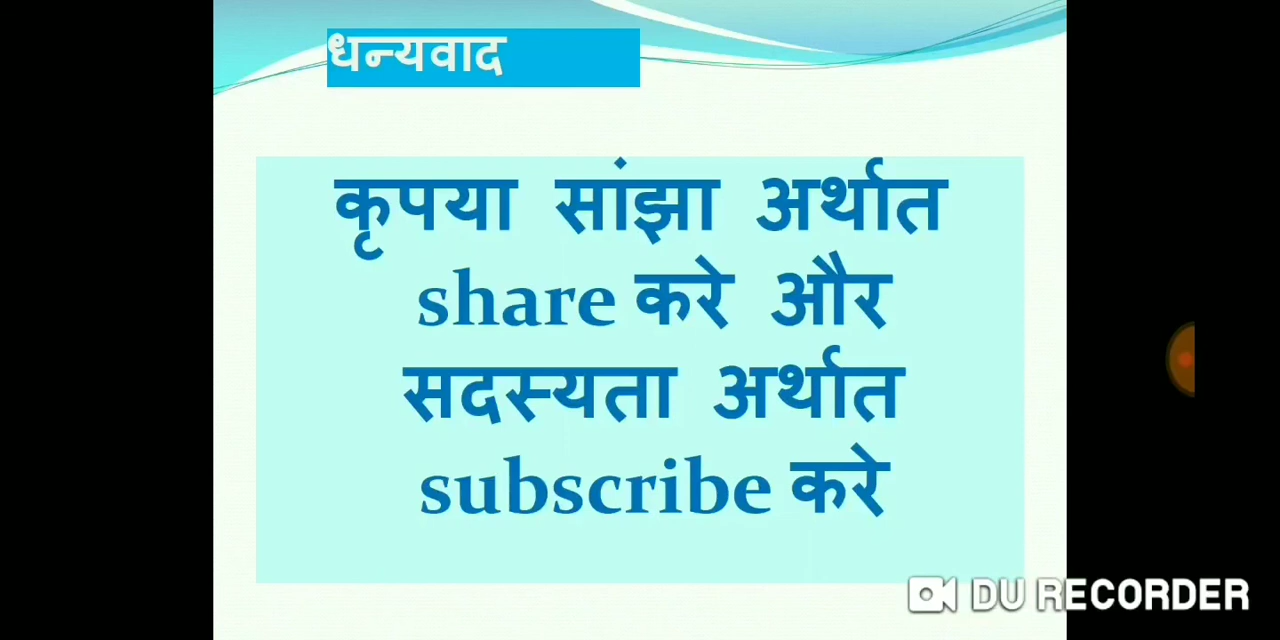 धन्यवाद
कृपया सांझा अर्थात
share करे और
सदस्यता अर्थात
subscribe करे
DU RECORDER